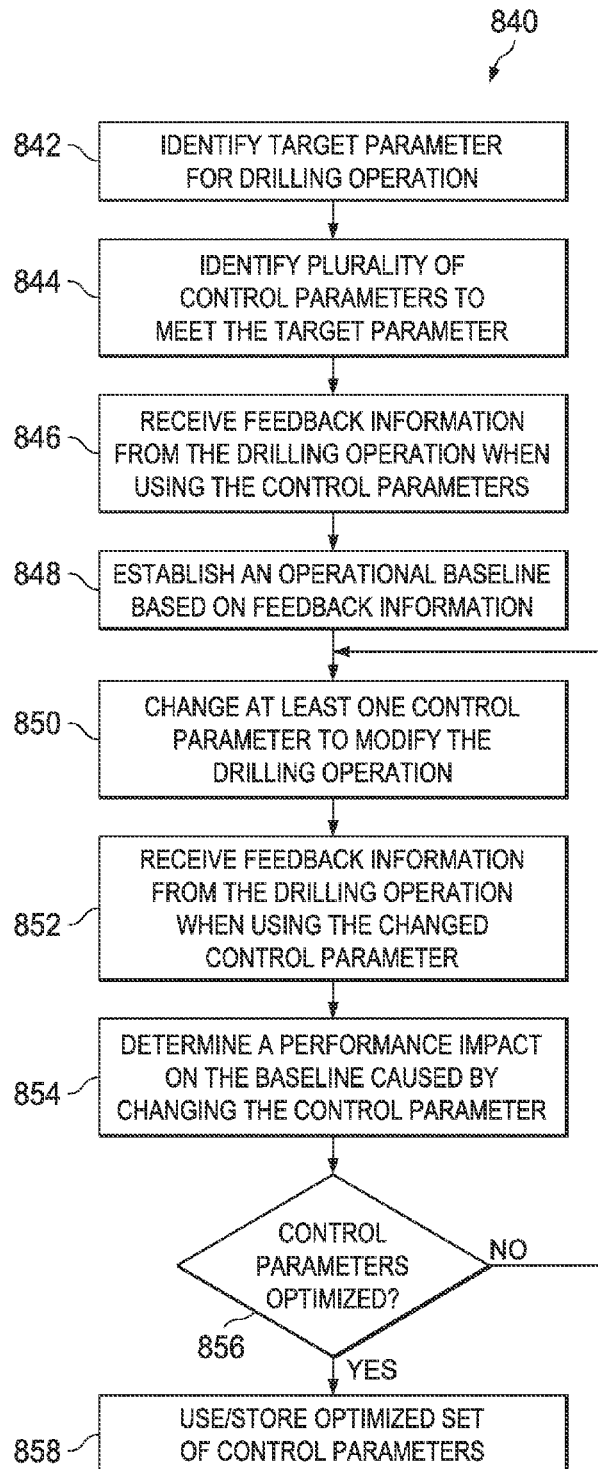 840
842
IDENTIFY TARGET PARAMETER
FOR DRILLING OPERATION
844
IDENTIFY PLURALITY OF
CONTROL PARAMETERS TO
MEET THE TARGET PARAMETER
846
RECEIVE FEEDBACK INFORMATION
FROM THE DRILLING OPERATION WHEN
USING THE CONTROL PARAMETERS
848
ESTABLISH AN OPERATIONAL BASELINE
BASED ON FEEDBACK INFORMATION
850
CHANGE AT LEAST ONE CONTROL
PARAMETER TO MODIFY THE
DRILLING OPERATION
852
RECEIVE FEEDBACK INFORMATION
FROM THE DRILLING OPERATION
WHEN USING THE CHANGED
CONTROL PARAMETER
854
DETERMINE A PERFORMANCE IMPACT
ON THE BASELINE CAUSED BY
CHANGING THE CONTROL PARAMETER
CONTROL
PARAMETERS
OPTIMIZED?
NO
856
YES
858
USE/STORE OPTIMIZED SET
OF CONTROL PARAMETERS